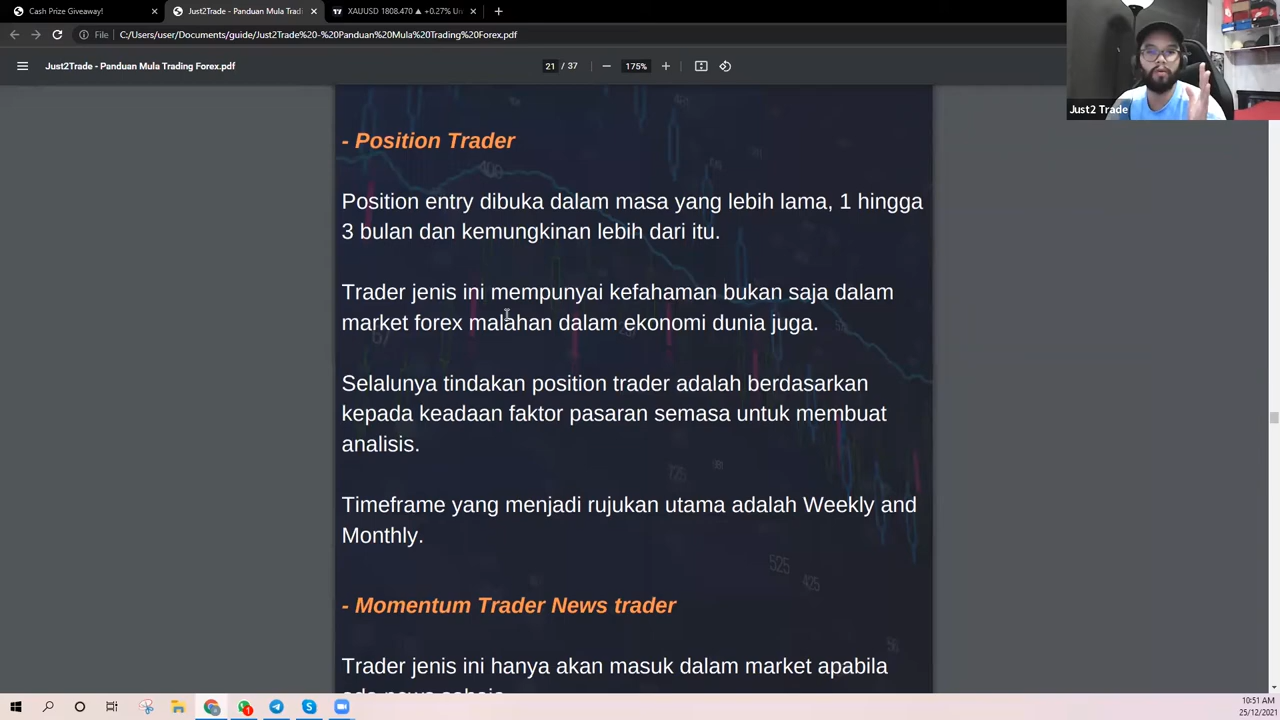 Cash Prize Giveaway!
Just2Trade - Panduan Mula Tradi
XAUUSD 1808.470 ▲ +0.27% Un
File
C:/Users/user/Documents/guide/Just2Trade%20-%20Panduan%20Mula%20Trading%20Forex.pdf
Just2Trade - Panduan Mula Trading Forex.pdf
21 / 37
175%
Just2 Trade
- Position Trader
Position entry dibuka dalam masa yang lebih lama, 1 hingga
3 bulan dan kemungkinan lebih dari itu.
Trader jenis ini mempunyai kefahaman bukan saja dalam
market forex malahan dalam ekonomi dunia juga.
Selalunya tindakan position trader adalah berdasarkan
kepada keadaan faktor pasaran semasa untuk membuat
analisis.
Timeframe yang menjadi rujukan utama adalah Weekly and
Monthly.
525
425
- Momentum Trader News trader
Trader jenis ini hanya akan masuk dalam market apabila
10:51 AM
25/12/2021